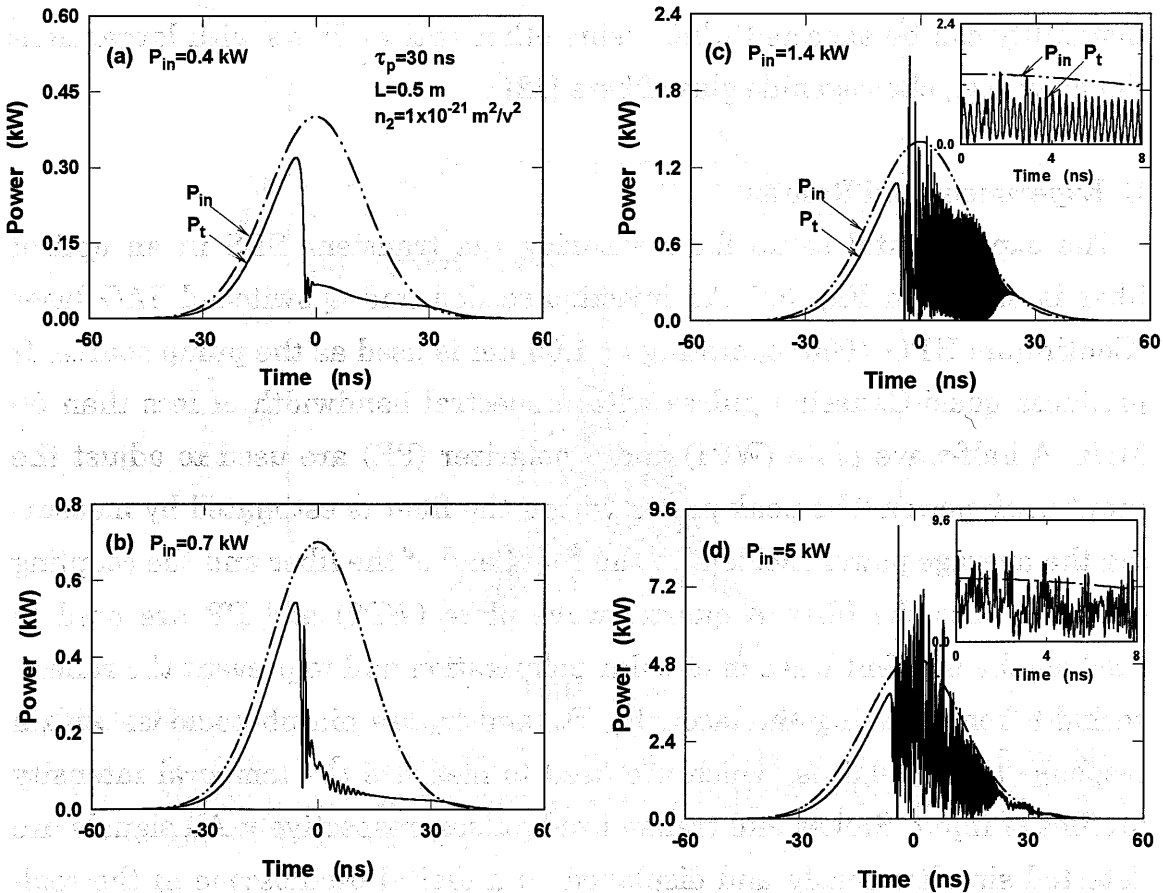 (a) P_in=0.4 kW
τ_p=30 ns
L=0.5 m
n_2=1x10^-21 m^2/v^2
P_in
P_t
Power (kW)
0.60
0.45
0.30
0.15
0.00
-60 -30 0 30 60
Time (ns)
(c) P_in=1.4 kW
P_in P_t
2.4
0.0
0 4 8
Time (ns)
P_in
P_t
Power (kW)
2.4
1.8
1.2
0.6
0.0
-60 -30 0 30 60
Time (ns)
(b) P_in=0.7 kW
Power (kW)
0.8
0.6
0.4
0.2
0.0
-60 -30 0 30 60
Time (ns)
(d) P_in=5 kW
9.6
0.0
0 4 8
Time (ns)
Power (kW)
9.6
7.2
4.8
2.4
0.0
-60 -30 0 30 60
Time (ns)